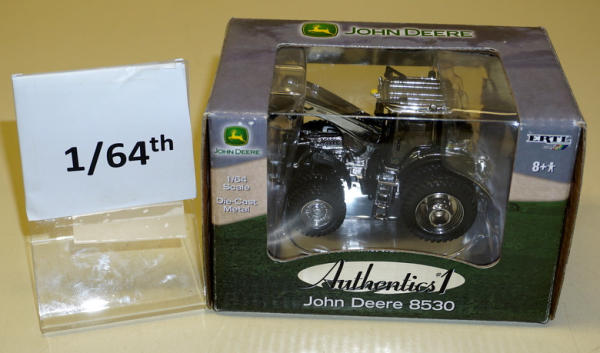 1/64th
JOHN DEERE
JOHN DEERE
1/64
Scale
Die-Cast
Metal
ERTL
8+
Authentics #1
John Deere 8530